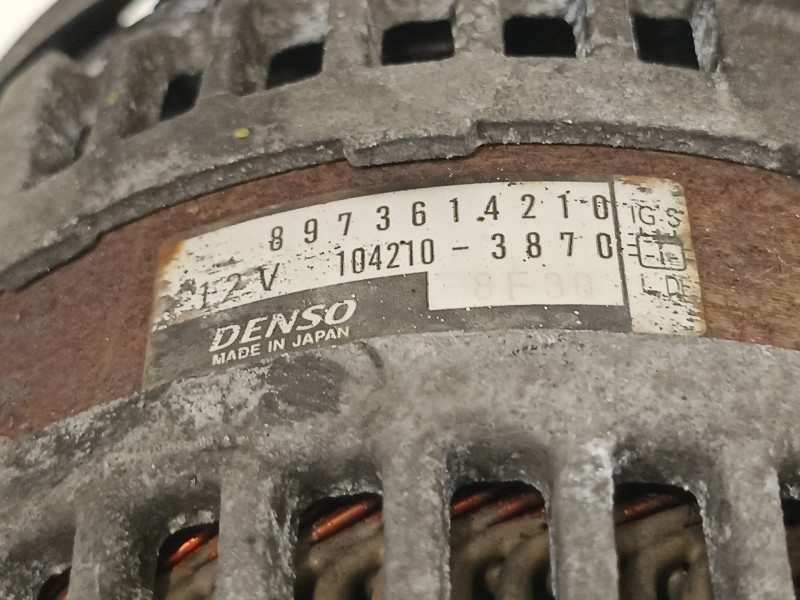 8973614210
12V 104210-3870
8F30
DENSO
MADE IN JAPAN
IG S
L